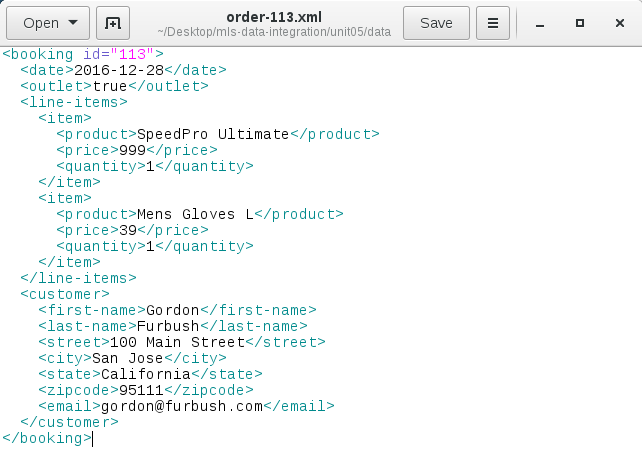 Open
order-113.xml
~/Desktop/mls-data-integration/unit05/data
Save
<booking id="113">
  <date>2016-12-28</date>
  <outlet>true</outlet>
  <line-items>
    <item>
      <product>SpeedPro Ultimate</product>
      <price>999</price>
      <quantity>1</quantity>
    </item>
    <item>
      <product>Mens Gloves L</product>
      <price>39</price>
      <quantity>1</quantity>
    </item>
  </line-items>
  <customer>
    <first-name>Gordon</first-name>
    <last-name>Furbush</last-name>
    <street>100 Main Street</street>
    <city>San Jose</city>
    <state>California</state>
    <zipcode>95111</zipcode>
    <email>gordon@furbush.com</email>
  </customer>
</booking>